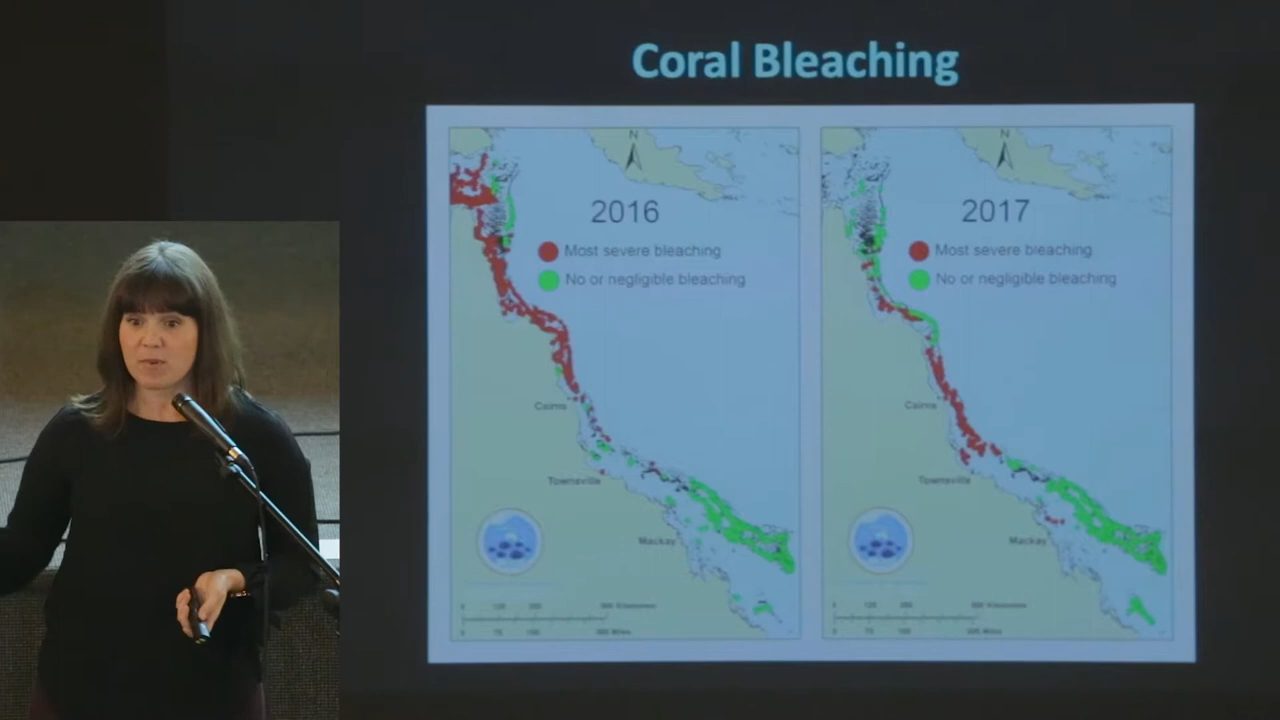 Coral Bleaching
N
2016
Most severe bleaching
No or negligible bleaching
Cairns
Townsville
Mackay
N
2017
Most severe bleaching
No or negligible bleaching
Cairns
Townsville
Mackay